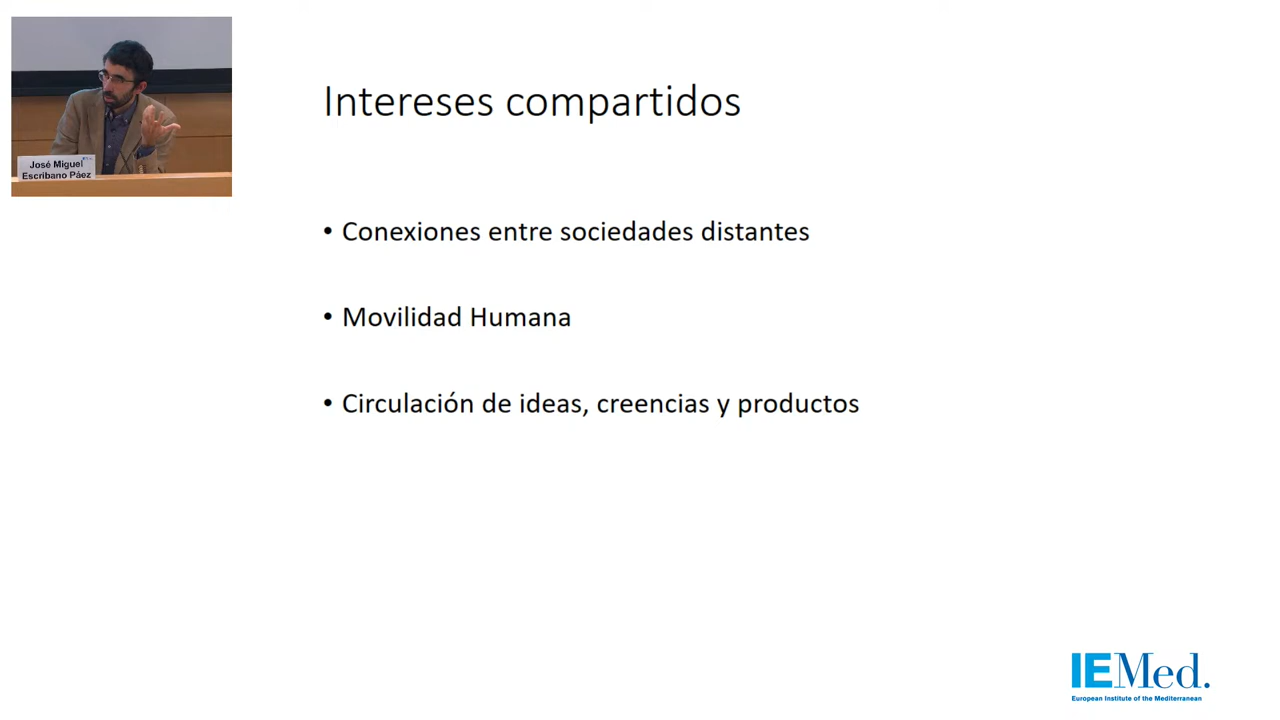 José Miguel
Escribano Páez
Intereses compartidos
• Conexiones entre sociedades distantes
• Movilidad Humana
• Circulación de ideas, creencias y productos
IEMed.
European Institute of the Mediterranean